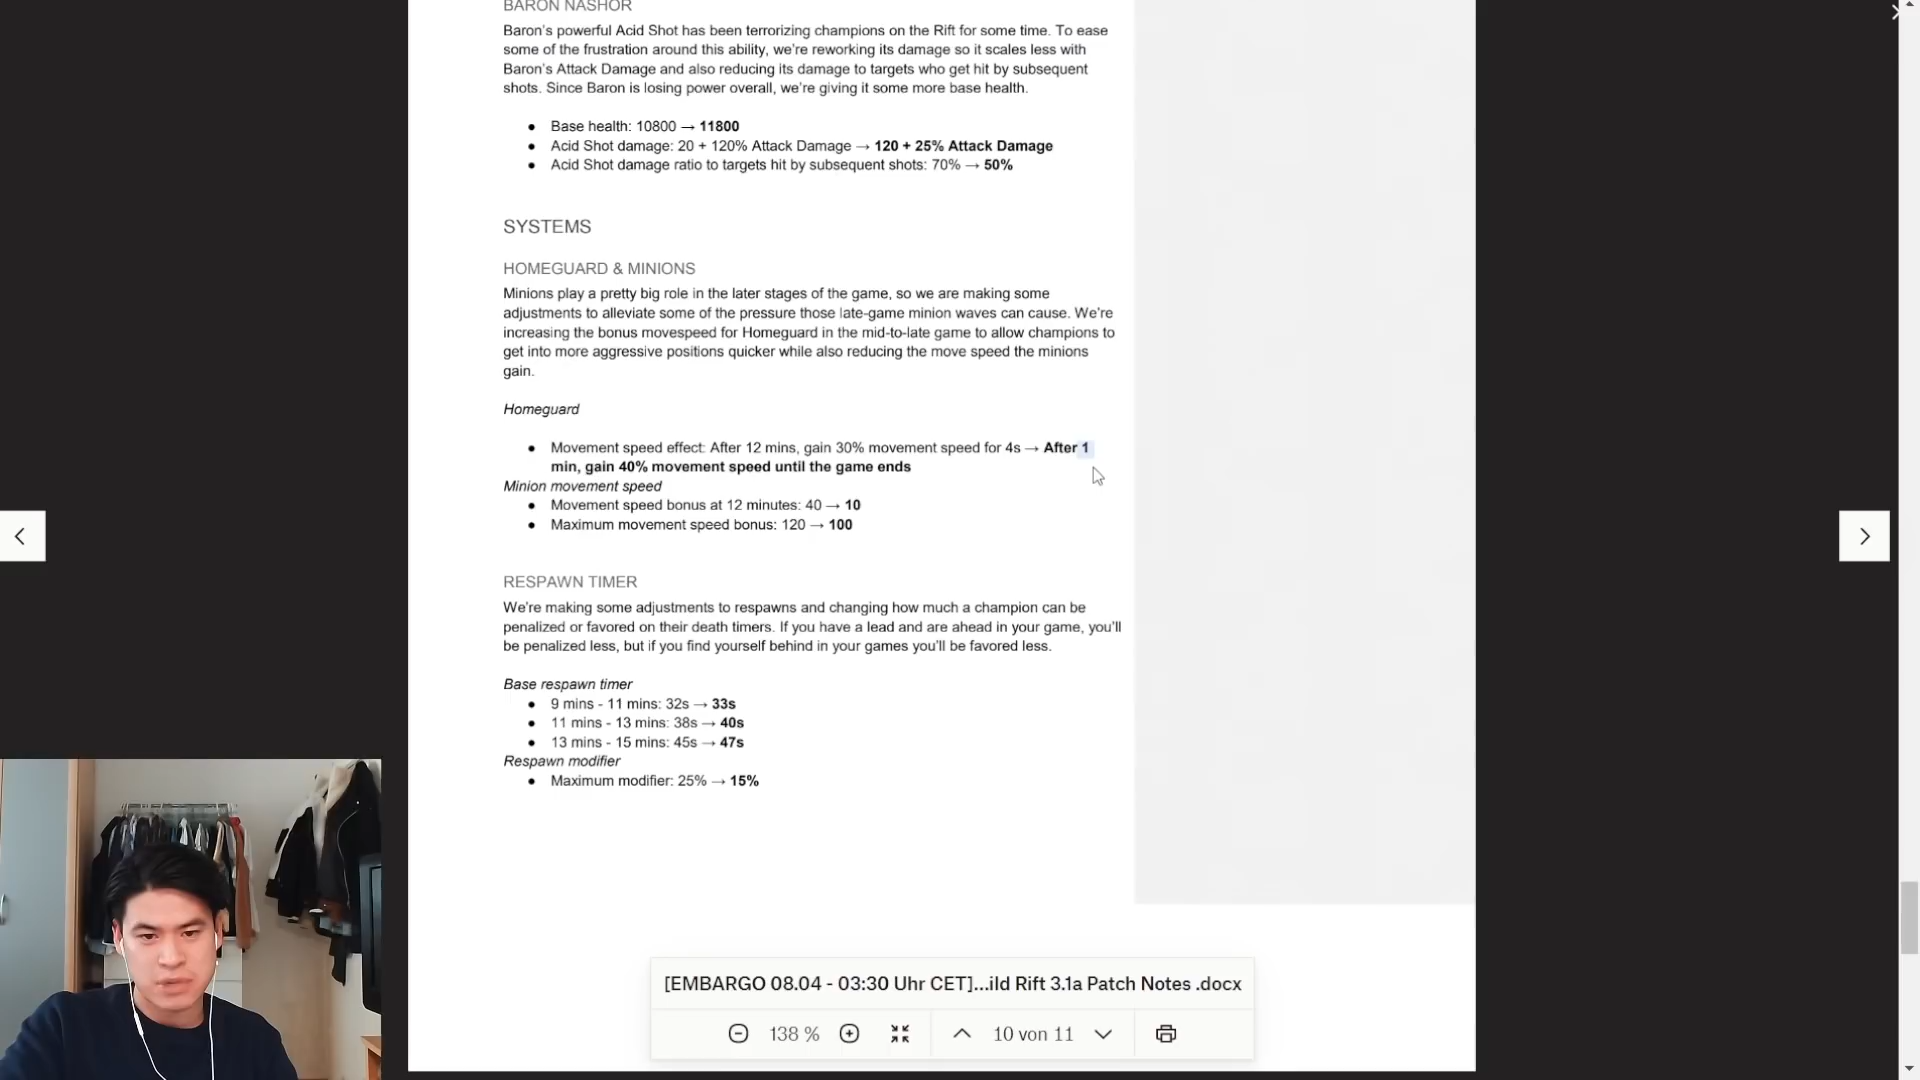 BARON NASHOR
Baron's powerful Acid Shot has been terrorizing champions on the Rift for some time. To ease
some of the frustration around this ability, we're reworking its damage so it scales less with
Baron's Attack Damage and also reducing its damage to targets who get hit by subsequent
shots. Since Baron is losing power overall, we're giving it some more base health.
● Base health: 10800 → 11800
● Acid Shot damage: 20 + 120% Attack Damage → 120 + 25% Attack Damage
● Acid Shot damage ratio to targets hit by subsequent shots: 70% → 50%
SYSTEMS
HOMEGUARD & MINIONS
Minions play a pretty big role in the later stages of the game, so we are making some
adjustments to alleviate some of the pressure those late-game minion waves can cause. We're
increasing the bonus movespeed for Homeguard in the mid-to-late game to allow champions to
get into more aggressive positions quicker while also reducing the move speed the minions
gain.
Homeguard
● Movement speed effect: After 12 mins, gain 30% movement speed for 4s → After 1
min, gain 40% movement speed until the game ends
Minion movement speed
● Movement speed bonus at 12 minutes: 40 → 10
● Maximum movement speed bonus: 120 → 100
RESPAWN TIMER
We're making some adjustments to respawns and changing how much a champion can be
penalized or favored on their death timers. If you have a lead and are ahead in your game, you'll
be penalized less, but if you find yourself behind in your games you'll be favored less.
Base respawn timer
● 9 mins - 11 mins: 32s → 33s
● 11 mins - 13 mins: 38s → 40s
● 13 mins - 15 mins: 45s → 47s
Respawn modifier
● Maximum modifier: 25% → 15%
[EMBARGO 08.04 - 03:30 Uhr CET]...ild Rift 3.1a Patch Notes .docx
138 %
10 von 11